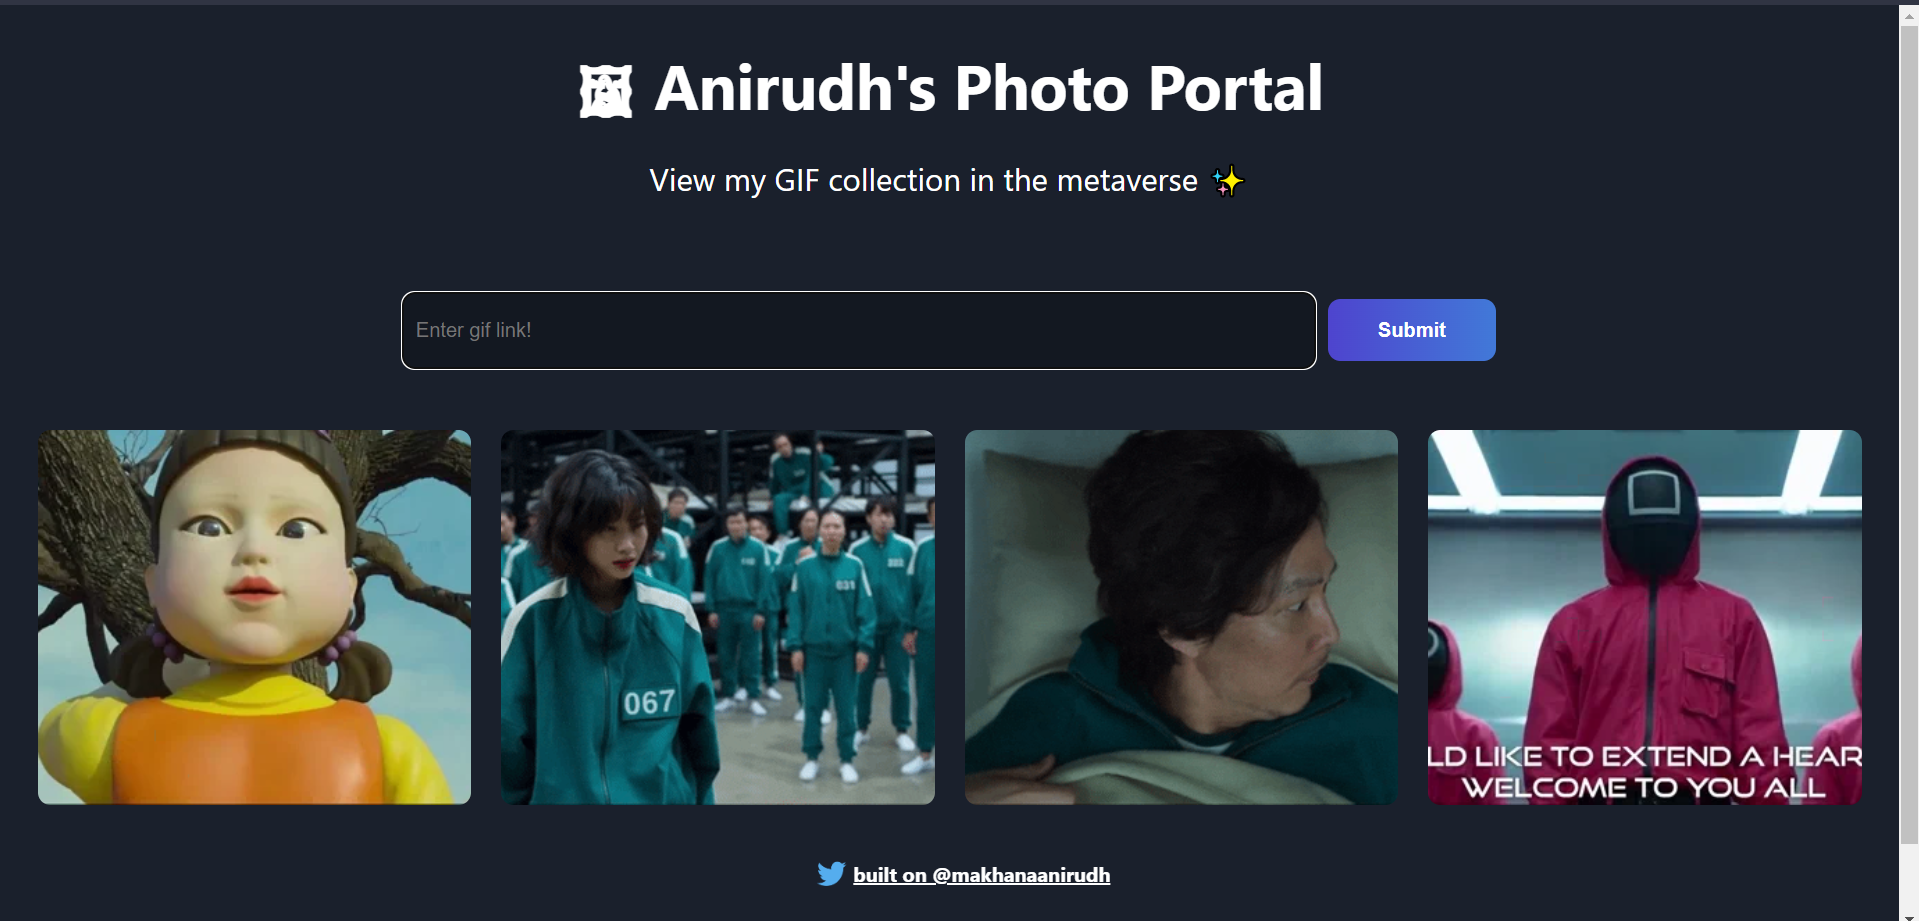 Anirudh's Photo Portal
View my GIF collection in the metaverse ✨
Enter gif link!
Submit
067
031
LD LIKE TO EXTEND A HEAR
WELCOME TO YOU ALL
built on @makhanaanirudh